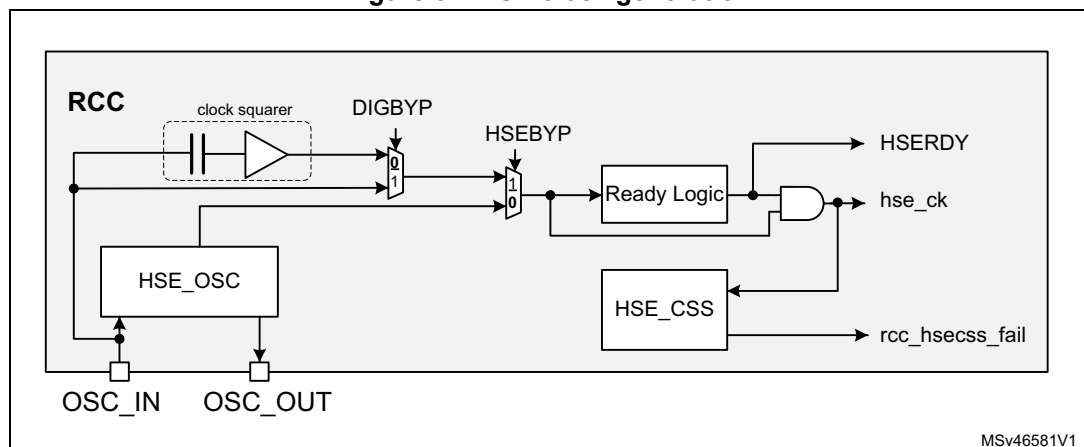 RCC
clock squarer
DIGBYP
HSEBYP
HSERDY
0
1
1
0
Ready Logic
hse_ck
HSE_OSC
HSE_CSS
rcc_hsecss_fail
OSC_IN
OSC_OUT
MSv46581V1